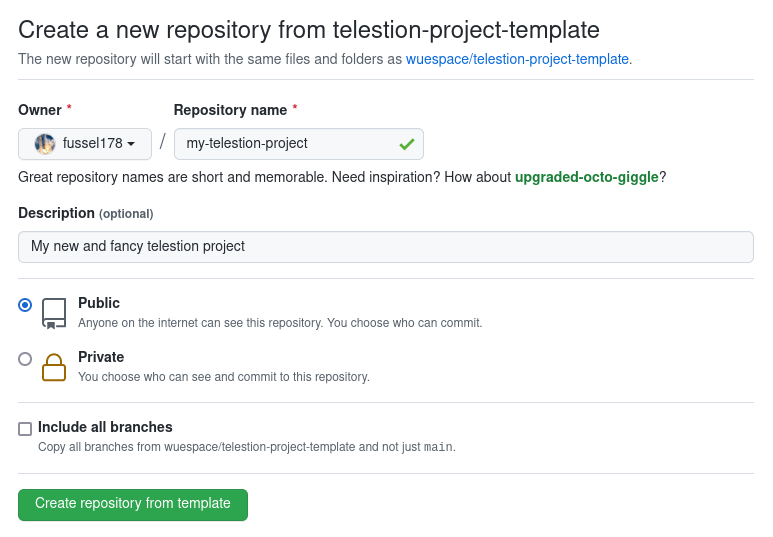 Create a new repository from telestion-project-template
The new repository will start with the same files and folders as wuespace/telestion-project-template.
Owner * Repository name *
fussel178 / my-telestion-project
Great repository names are short and memorable. Need inspiration? How about upgraded-octo-giggle?
Description (optional)
My new and fancy telestion project
Public
Anyone on the internet can see this repository. You choose who can commit.
Private
You choose who can see and commit to this repository.
Include all branches
Copy all branches from wuespace/telestion-project-template and not just main.
Create repository from template